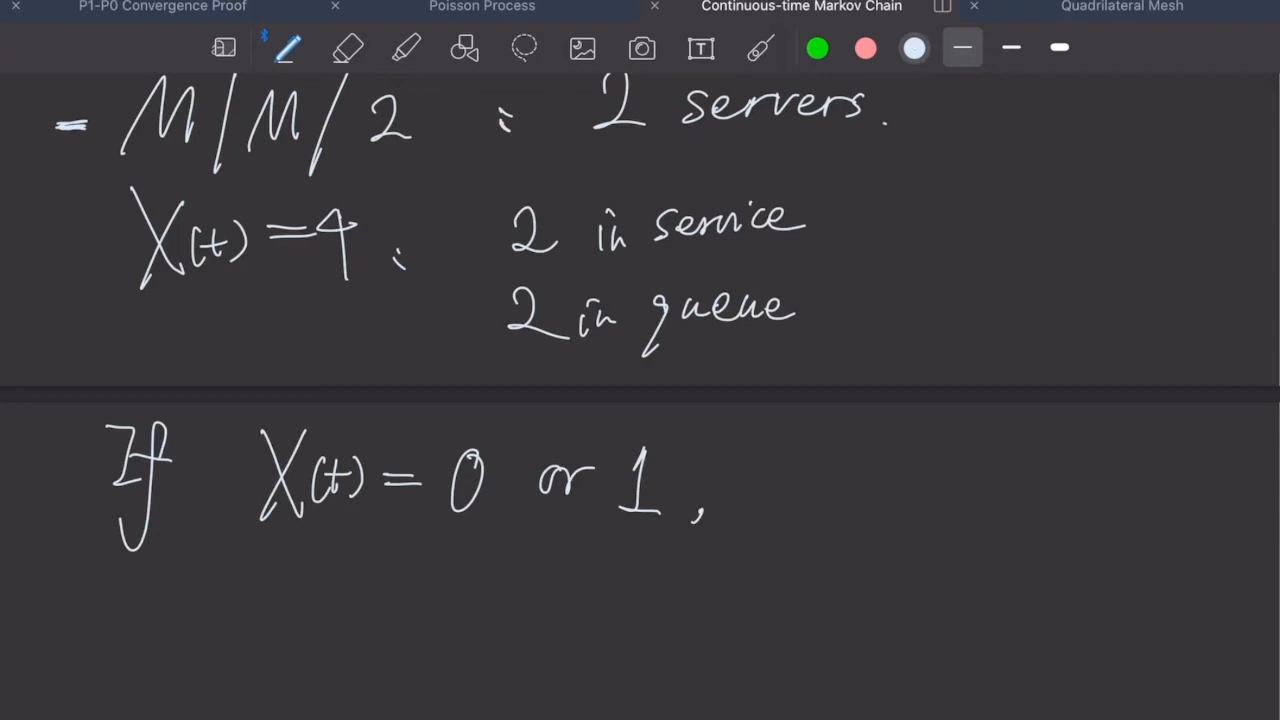 P1-P0 Convergence Proof Poisson Process Continuous-time Markov Chain Quadrilateral Mesh
- M/M/2 : 2 servers.
X(t) = 4 : 2 in service
2 in queue
If X(t) = 0 or 1 ,